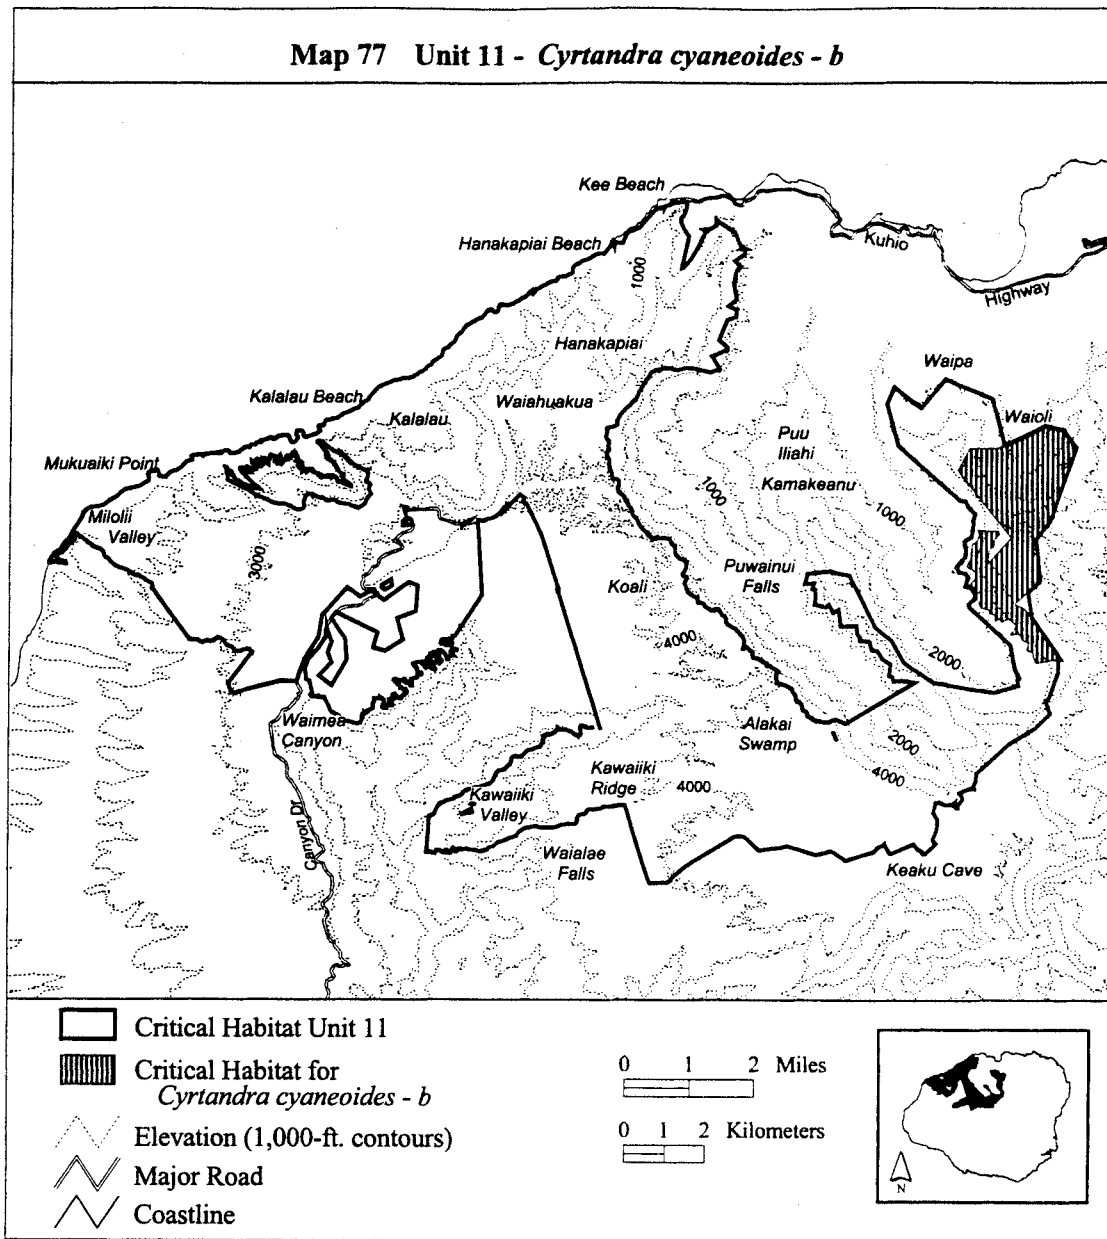 Map 77 Unit 11 - Cyrtandra cyaneoides - b
Kee Beach
Hanakapiai Beach
Kuhio
Highway
1000
Hanakapiai
Waipa
Kalalau Beach
Waiahuakua
Kalalau
Waioli
Puu
Iliahi
Mukuaiki Point
Kamakeanu
1000
1000
Milolii
Valley
3000
Puwainui
Falls
Koali
4000
2000
Waimea
Canyon
Alakai
Swamp
2000
Kawaiiki
Ridge
4000
4000
Kawaiiki
Valley
Canyon Dr
Waialae
Falls
Keaku Cave
Critical Habitat Unit 11
Critical Habitat for
Cyrtandra cyaneoides - b
Elevation (1,000-ft. contours)
Major Road
Coastline
0 1 2 Miles
0 1 2 Kilometers
N